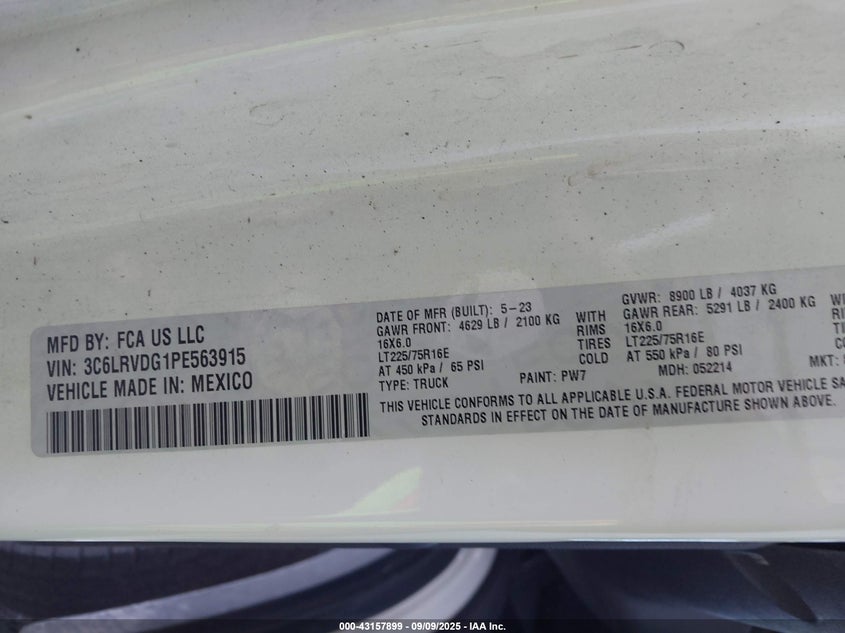 MFD BY: FCA US LLC
VIN: 3C6LRVDG1PE563915
VEHICLE MADE IN: MEXICO
DATE OF MFR (BUILT): 5-23
GAWR FRONT: 4629 LB / 2100 KG WITH
16X6.0 RIMS
LT225/75R16E TIRES
AT 450 kPa / 65 PSI COLD
TYPE: TRUCK PAINT: PW7
GVWR: 8900 LB / 4037 KG
GAWR REAR: 5291 LB / 2400 KG
16X6.0
LT225/75R16E
AT 550 kPa / 80 PSI
MDH: 052214 MKT:
THIS VEHICLE CONFORMS TO ALL APPLICABLE U.S.A. FEDERAL MOTOR VEHICLE
STANDARDS IN EFFECT ON THE DATE OF MANUFACTURE SHOWN ABOVE.
000-43157899 | 09/09/2025 - IAA Inc.